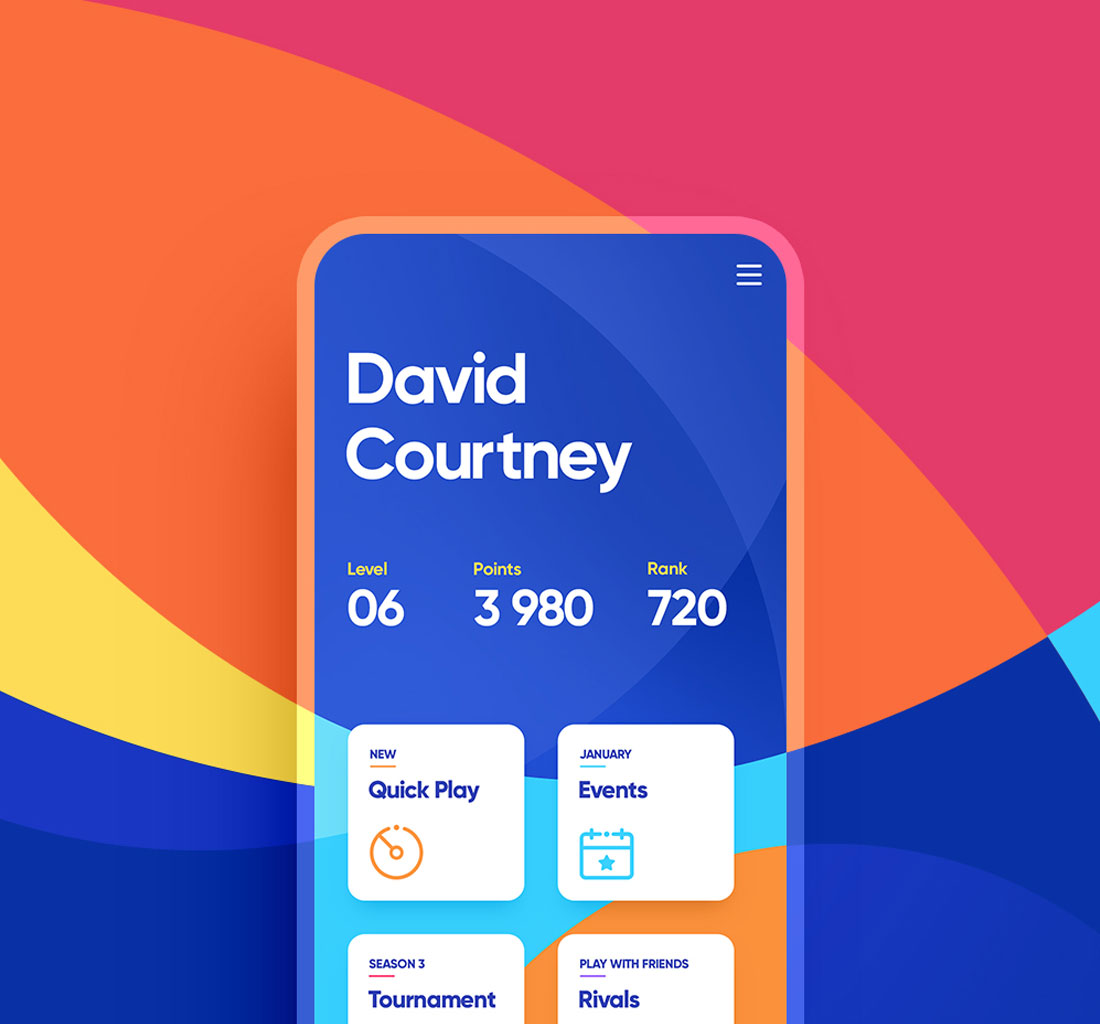 David
Courtney
Level Points Rank
06 3 980 720
NEW
Quick Play
JANUARY
Events
SEASON 3
Tournament
PLAY WITH FRIENDS
Rivals